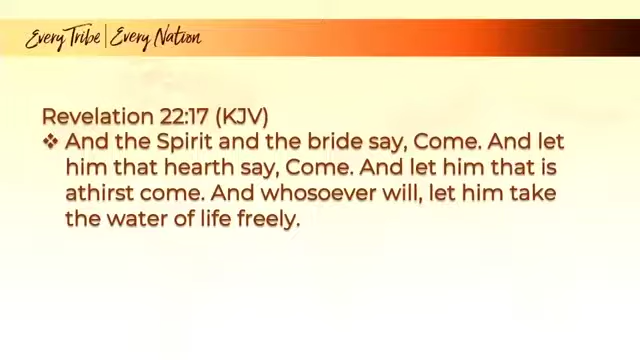 Every Tribe | Every Nation
Revelation 22:17 (KJV)
❖ And the Spirit and the bride say, Come. And let
him that hearth say, Come. And let him that is
athirst come. And whosoever will, let him take
the water of life freely.